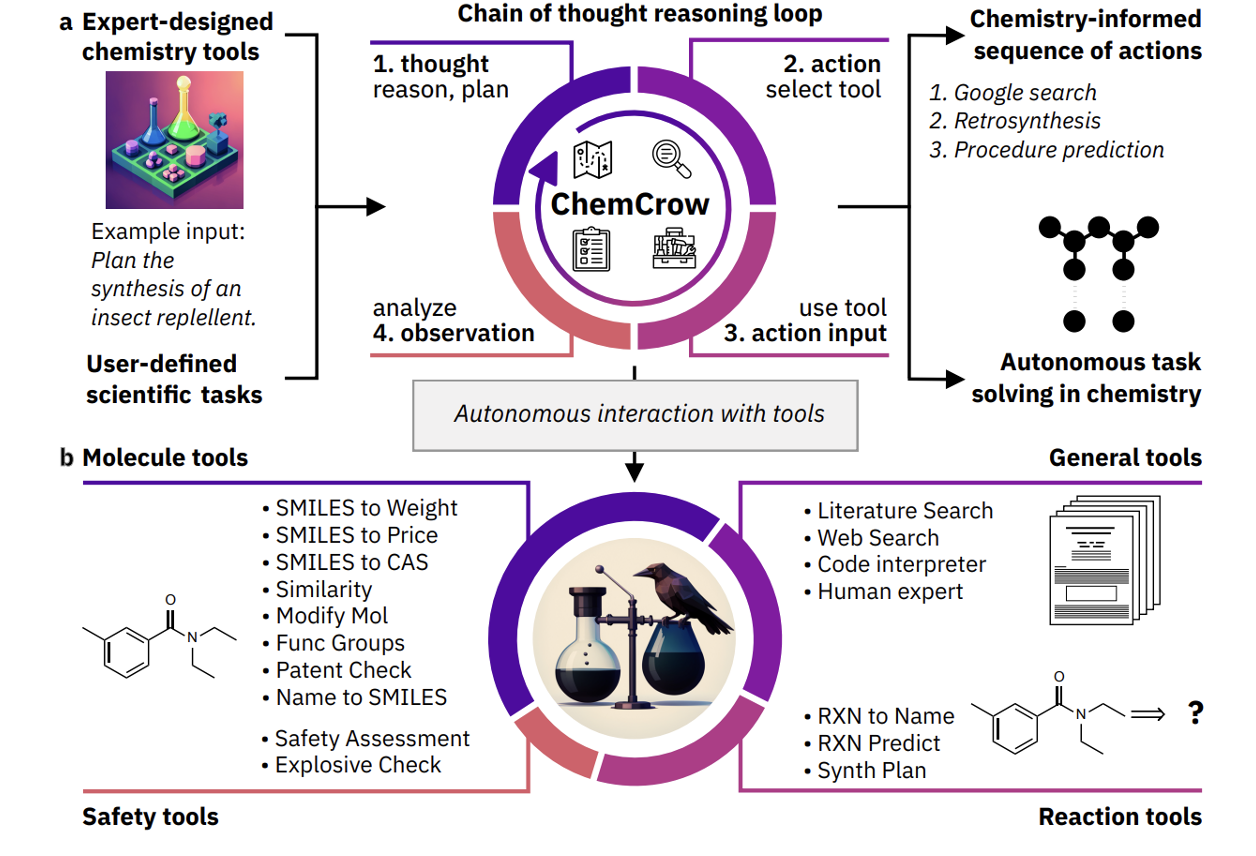 a Expert-designed
chemistry tools
Example input:
Plan the
synthesis of an
insect repllellent.
User-defined
scientific tasks
Chain of thought reasoning loop
1. thought
reason, plan
2. action
select tool
ChemCrow
analyze
4. observation
use tool
3. action input
Chemistry-informed
sequence of actions
1. Google search
2. Retrosynthesis
3. Procedure prediction
Autonomous task
solving in chemistry
Autonomous interaction with tools
b Molecule tools
• SMILES to Weight
• SMILES to Price
• SMILES to CAS
• Similarity
• Modify Mol
• Func Groups
• Patent Check
• Name to SMILES
O
N
• Safety Assessment
• Explosive Check
Safety tools
General tools
• Literature Search
• Web Search
• Code interpreter
• Human expert
• RXN to Name
• RXN Predict
• Synth Plan
O
N
?
Reaction tools